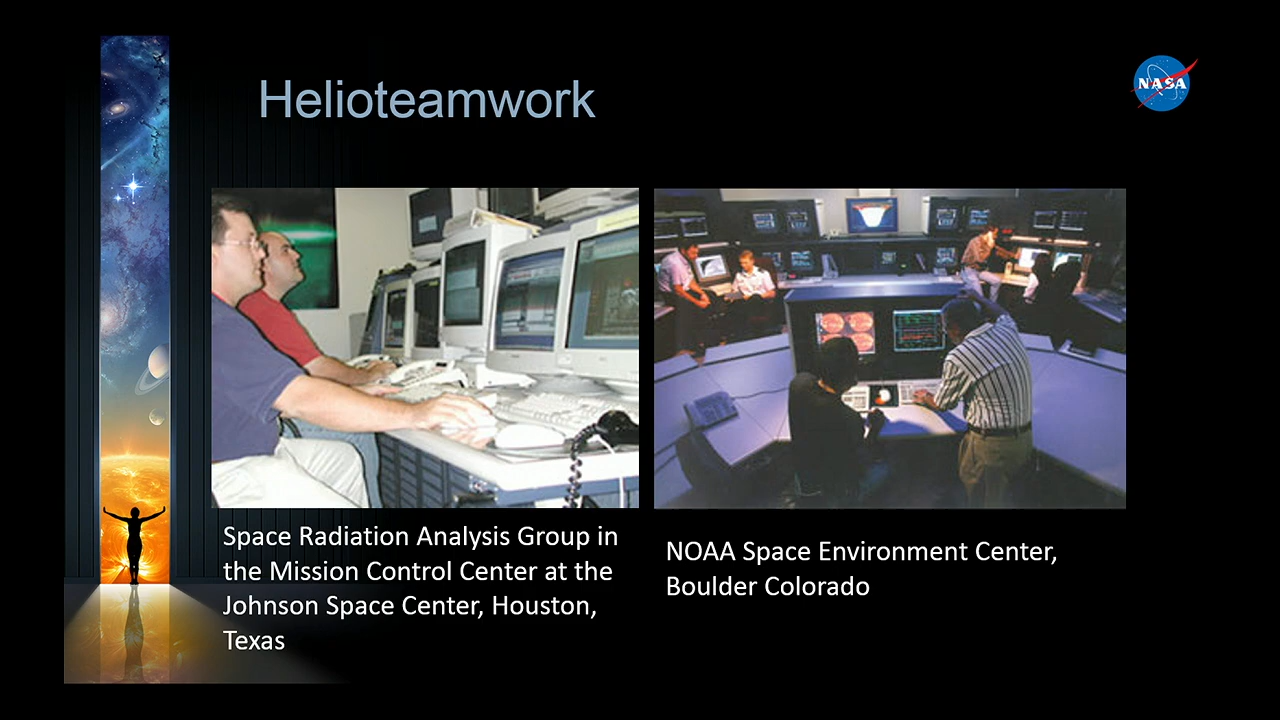 Helioteamwork
NASA
Space Radiation Analysis Group in
the Mission Control Center at the
Johnson Space Center, Houston,
Texas
NOAA Space Environment Center,
Boulder Colorado